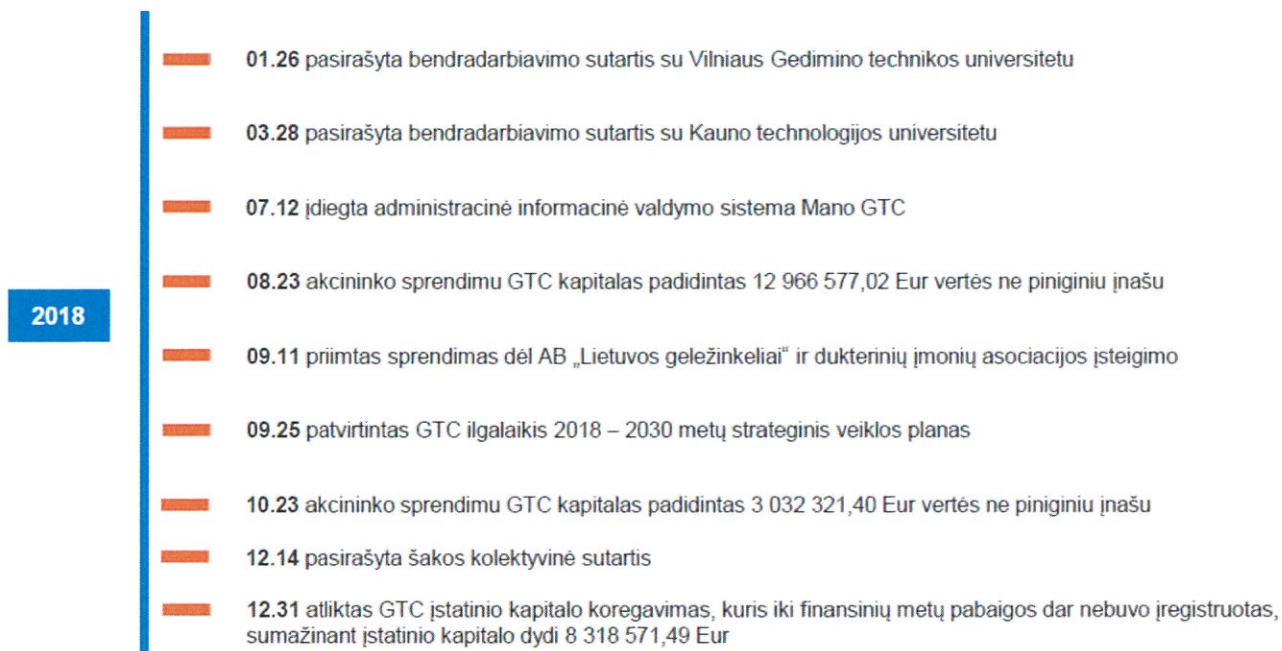 01.26 pasirašyta bendradarbiavimo sutartis su Vilniaus Gedimino technikos universitetu
03.28 pasirašyta bendradarbiavimo sutartis su Kauno technologijos universitetu
07.12 įdiegta administracinė informacinė valdymo sistema Mano GTC
08.23 akcininko sprendimu GTC kapitalas padidintas 12 966 577,02 Eur vertės ne piniginiu įnašu
2018
09.11 priimtas sprendimas dėl AB „Lietuvos geležinkeliai“ ir dukterinių įmonių asociacijos įsteigimo
09.25 patvirtintas GTC ilgalaikis 2018 – 2030 metų strateginis veiklos planas
10.23 akcininko sprendimu GTC kapitalas padidintas 3 032 321,40 Eur vertės ne piniginiu įnašu
12.14 pasirašyta šakos kolektyvinė sutartis
12.31 atliktas GTC įstatinio kapitalo koregavimas, kuris iki finansinių metų pabaigos dar nebuvo įregistruotas,
sumažinant įstatinio kapitalo dydi 8 318 571,49 Eur